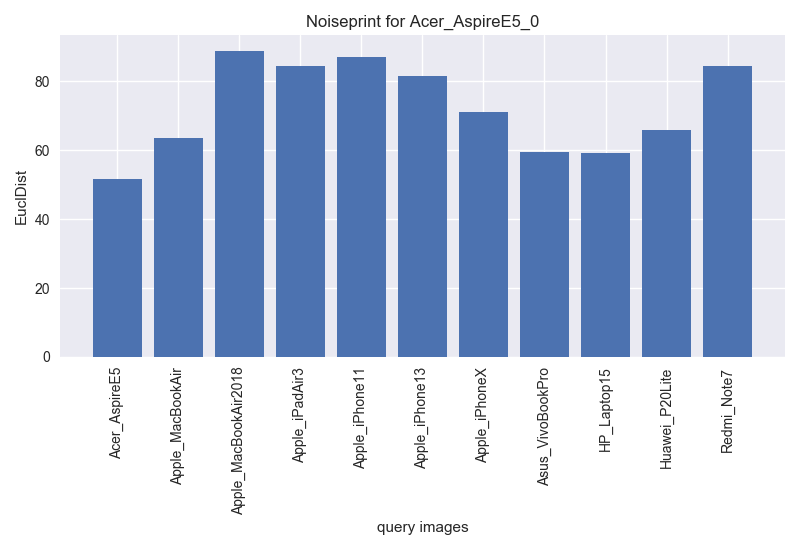 Noiseprint for Acer_AspireE5_0
EuclDist
80
60
40
20
0
Acer_AspireE5
Apple_MacBookAir
Apple_MacBookAir2018
Apple_iPadAir3
Apple_iPhone11
Apple_iPhone13
Apple_iPhoneX
Asus_VivoBookPro
HP_Laptop15
Huawei_P20Lite
Redmi_Note7
query images